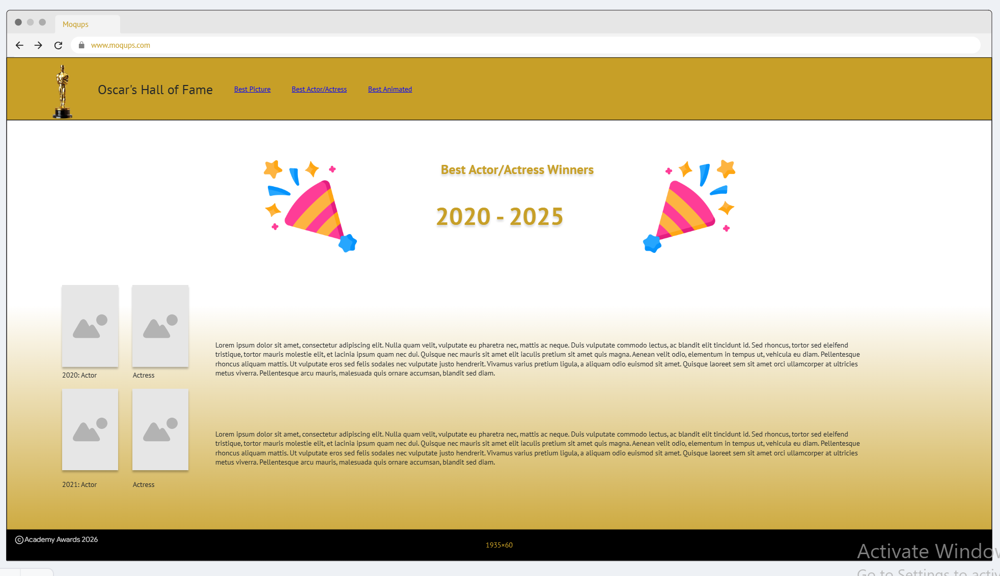 Moqups
www.moqups.com
Oscar's Hall of Fame
Best Picture
Best Actor/Actress
Best Animated
Best Actor/Actress Winners
2020 - 2025
Lorem ipsum dolor sit amet, consectetur adipiscing elit. Nulla quam velit, vulputate eu pharetra nec, mattis ac neque. Duis vulputate commodo lectus, ac blandit elit tincidunt id. Sed rhoncus, tortor sed eleifend
tristique, tortor mauris molestie elit, et lacinia ipsum quam nec dui. Quisque nec mauris sit amet elit iaculis pretium sit amet quis magna. Aenean velit odio, elementum in tempus ut, vehicula eu diam. Pellentesque
rhoncus aliquam mattis. Ut vulputate eros sed felis sodales nec vulputate justo hendrerit. Vivamus varius pretium ligula, a aliquam odio euismod sit amet. Quisque laoreet sem sit amet orci ullamcorper at ultricies
metus viverra. Pellentesque arcu mauris, malesuada quis ornare accumsan, blandit sed diam.
2020: Actor
Actress
Lorem ipsum dolor sit amet, consectetur adipiscing elit. Nulla quam velit, vulputate eu pharetra nec, mattis ac neque. Duis vulputate commodo lectus, ac blandit elit tincidunt id. Sed rhoncus, tortor sed eleifend
tristique, tortor mauris molestie elit, et lacinia ipsum quam nec dui. Quisque nec mauris sit amet elit iaculis pretium sit amet quis magna. Aenean velit odio, elementum in tempus ut, vehicula eu diam. Pellentesque
rhoncus aliquam mattis. Ut vulputate eros sed felis sodales nec vulputate justo hendrerit. Vivamus varius pretium ligula, a aliquam odio euismod sit amet. Quisque laoreet sem sit amet orci ullamcorper at ultricies
metus viverra. Pellentesque arcu mauris, malesuada quis ornare accumsan, blandit sed diam.
2021: Actor
Actress
©Academy Awards 2026
1935×60
Activate Window
Go to Settings to activ